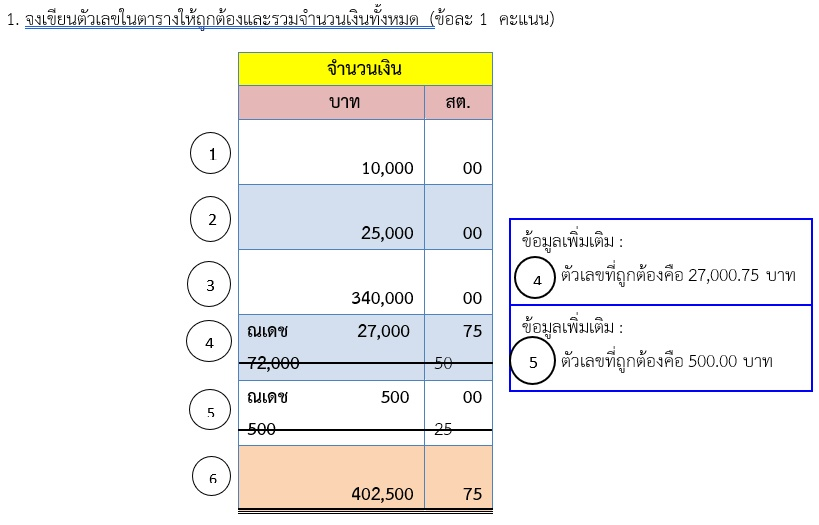 1. จงเขียนตัวเลขในตารางให้ถูกต้องและรวมจำนวนเงินทั้งหมด (ข้อละ 1 คะแนน)
จำนวนเงิน
บาท สต.
1
10,000 00
2
25,000 00
3
340,000 00
4
ณเดช 27,000 75
72,000 50
5
ณเดช 500 00
500 25
6
402,500 75
ข้อมูลเพิ่มเติม :
4 ตัวเลขที่ถูกต้องคือ 27,000.75 บาท
ข้อมูลเพิ่มเติม :
5 ตัวเลขที่ถูกต้องคือ 500.00 บาท